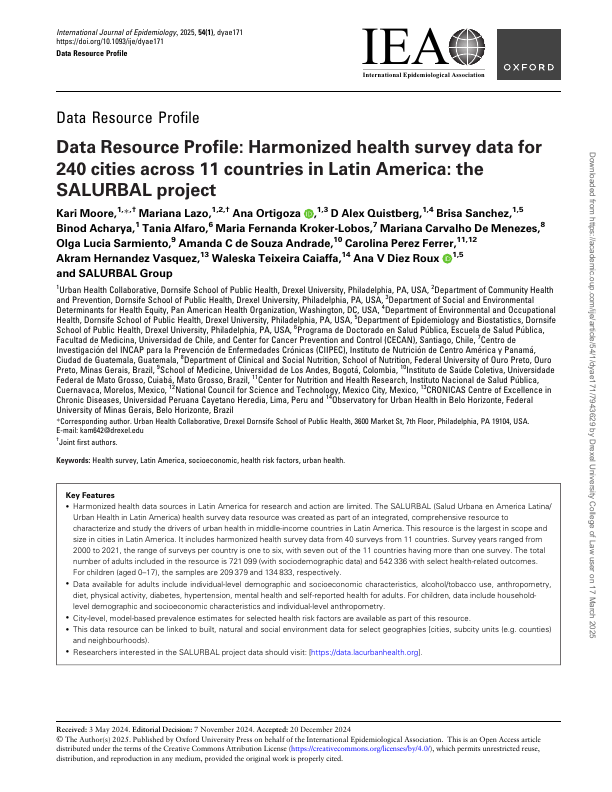 International Journal of Epidemiology, 2025, 54(1), dyae171
https://doi.org/10.1093/ije/dyae171
Data Resource Profile
IEA
International Epidemiological Association
OXFORD
Data Resource Profile
Data Resource Profile: Harmonized health survey data for
240 cities across 11 countries in Latin America: the
SALURBAL project
Kari Moore,1,*,† Mariana Lazo,1,2,† Ana Ortigoza ,1,3 D Alex Quistberg,1,4 Brisa Sanchez,1,5
Binod Acharya,1 Tania Alfaro,6 Maria Fernanda Kroker-Lobos,7 Mariana Carvalho De Menezes,8
Olga Lucia Sarmiento,9 Amanda C de Souza Andrade,10 Carolina Perez Ferrer,11,12
Akram Hernandez Vasquez,13 Waleska Teixeira Caiaffa,14 Ana V Diez Roux 1,5
and SALURBAL Group
1Urban Health Collaborative, Dornsife School of Public Health, Drexel University, Philadelphia, PA, USA, 2Department of Community Health
and Prevention, Dornsife School of Public Health, Drexel University, Philadelphia, PA, USA, 3Department of Social and Environmental
Determinants for Health Equity, Pan American Health Organization, Washington, DC, USA, 4Department of Environmental and Occupational
Health, Dornsife School of Public Health, Drexel University, Philadelphia, PA, USA, 5Department of Epidemiology and Biostatistics, Dornsife
School of Public Health, Drexel University, Philadelphia, PA, USA, 6Programa de Doctorado en Salud Pública, Escuela de Salud Pública,
Facultad de Medicina, Universidad de Chile, and Center for Cancer Prevention and Control (CECAN), Santiago, Chile, 7Centro de
Investigación del INCAP para la Prevención de Enfermedades Crónicas (CIIPEC), Instituto de Nutrición de Centro América y Panamá,
Ciudad de Guatemala, Guatemala, 8Department of Clinical and Social Nutrition, School of Nutrition, Federal University of Ouro Preto, Ouro
Preto, Minas Gerais, Brazil, 9School of Medicine, Universidad de Los Andes, Bogotá, Colombia, 10Instituto de Saúde Coletiva, Universidade
Federal de Mato Grosso, Cuiabá, Mato Grosso, Brazil, 11Center for Nutrition and Health Research, Instituto Nacional de Salud Pública,
Cuernavaca, Morelos, Mexico, 12National Council for Science and Technology, Mexico City, Mexico, 13CRONICAS Centre of Excellence in
Chronic Diseases, Universidad Peruana Cayetano Heredia, Lima, Peru and 14Observatory for Urban Health in Belo Horizonte, Federal
University of Minas Gerais, Belo Horizonte, Brazil
*Corresponding author. Urban Health Collaborative, Drexel Dornsife School of Public Health, 3600 Market St, 7th Floor, Philadelphia, PA 19104, USA.
E-mail: kam642@drexel.edu
†Joint first authors.
Keywords: Health survey, Latin America, socioeconomic, health risk factors, urban health.
Key Features
• Harmonized health data sources in Latin America for research and action are limited. The SALURBAL (Salud Urbana en America Latina/
Urban Health in Latin America) health survey data resource was created as part of an integrated, comprehensive resource to
characterize and study the drivers of urban health in middle-income countries in Latin America. This resource is the largest in scope and
size in cities in Latin America. It includes harmonized health survey data from 40 surveys from 11 countries. Survey years ranged from
2000 to 2021, the range of surveys per country is one to six, with seven out of the 11 countries having more than one survey. The total
number of adults included in the resource is 721 099 (with sociodemographic data) and 542 336 with select health-related outcomes.
For children (aged 0–17), the samples are 209 379 and 134 833, respectively.
• Data available for adults include individual-level demographic and socioeconomic characteristics, alcohol/tobacco use, anthropometry,
diet, physical activity, diabetes, hypertension, mental health and self-reported health for adults. For children, data include household-
level demographic and socioeconomic characteristics and individual-level anthropometry.
• City-level, model-based prevalence estimates for selected health risk factors are available as part of this resource.
• This data resource can be linked to built, natural and social environment data for select geographies [cities, subcity units (e.g. counties)
and neighbourhoods).
• Researchers interested in the SALURBAL project data should visit: [https://data.lacurbanhealth.org].
Received: 3 May 2024. Editorial Decision: 7 November 2024. Accepted: 20 December 2024
© The Author(s) 2025. Published by Oxford University Press on behalf of the International Epidemiological Association. This is an Open Access article
distributed under the terms of the Creative Commons Attribution License (https://creativecommons.org/licenses/by/4.0/), which permits unrestricted reuse,
distribution, and reproduction in any medium, provided the original work is properly cited.
Downloaded from https://academic.oup.com/ije/article/54/1/dyae171/7943629 by Drexel University College of Law user on 17 March 2025